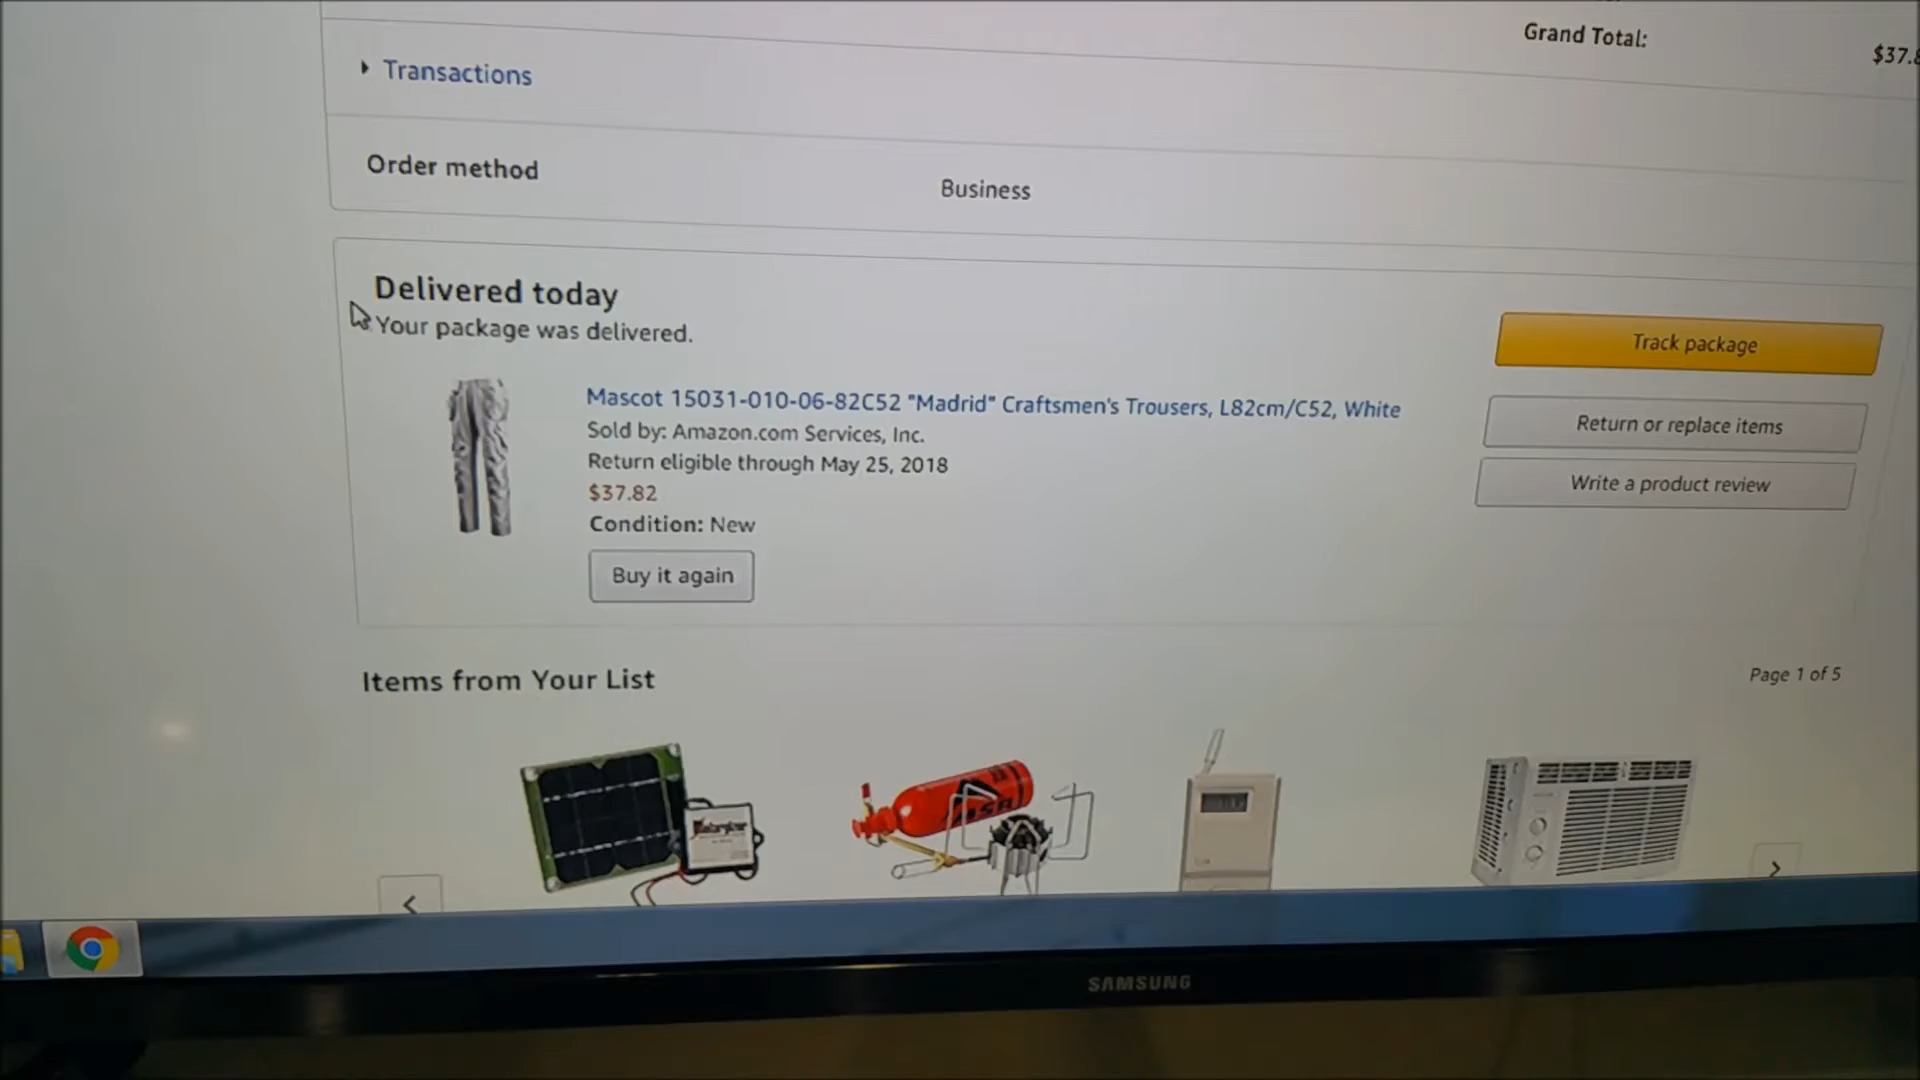 Grand Total:
Transactions
Order method
Business
Delivered today
Your package was delivered.
Track package
Mascot 15031-010-06-82C52 "Madrid" Craftsmen's Trousers, L82cm/C52, White
Sold by: Amazon.com Services, Inc.
Return or replace items
Return eligible through May 25, 2018
Write a product review
$37.82
Condition: New
Buy it again
Items from Your List
Page 1 of 5
MSR
SAMSUNG